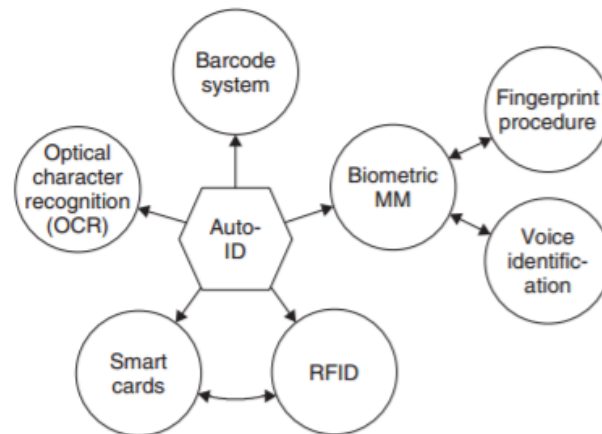 Barcode
system
Fingerprint
procedure
Optical
character
recognition
(OCR)
Biometric
MM
Auto-
ID
Voice
identific-
ation
Smart
cards
RFID